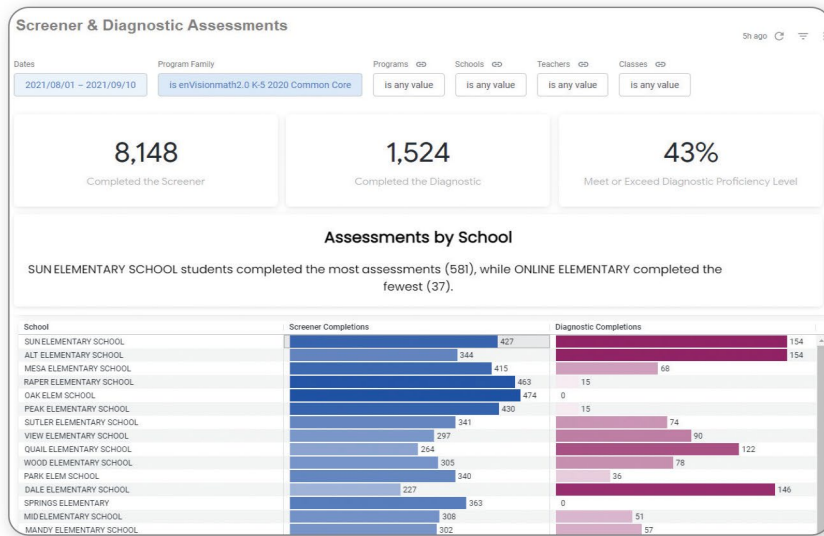 Screener & Diagnostic Assessments
5h ago
Dates Program Family Programs Schools Teachers Classes
2021/08/01 – 2021/09/10 is enVisionmath2.0 K-5 2020 Common Core is any value is any value is any value is any value
8,148 1,524 43%
Completed the Screener Completed the Diagnostic Meet or Exceed Diagnostic Proficiency Level
Assessments by School
SUN ELEMENTARY SCHOOL students completed the most assessments (581), while ONLINE ELEMENTARY completed the
fewest (37).
School Screener Completions Diagnostic Completions
SUN ELEMENTARY SCHOOL 427 154
ALT ELEMENTARY SCHOOL 344 154
MESA ELEMENTARY SCHOOL 415 68
RAPER ELEMENTARY SCHOOL 463 15
OAK ELEM SCHOOL 474 0
PEAK ELEMENTARY SCHOOL 430 15
SUTLER ELEMENTARY SCHOOL 341 74
VIEW ELEMENTARY SCHOOL 297 90
QUAIL ELEMENTARY SCHOOL 264 122
WOOD ELEMENTARY SCHOOL 305 78
PARK ELEM SCHOOL 340 36
DALE ELEMENTARY SCHOOL 227 146
SPRINGS ELEMENTARY 363 0
MID ELEMENTARY SCHOOL 308 51
MANDY ELEMENTARY SCHOOL 302 57